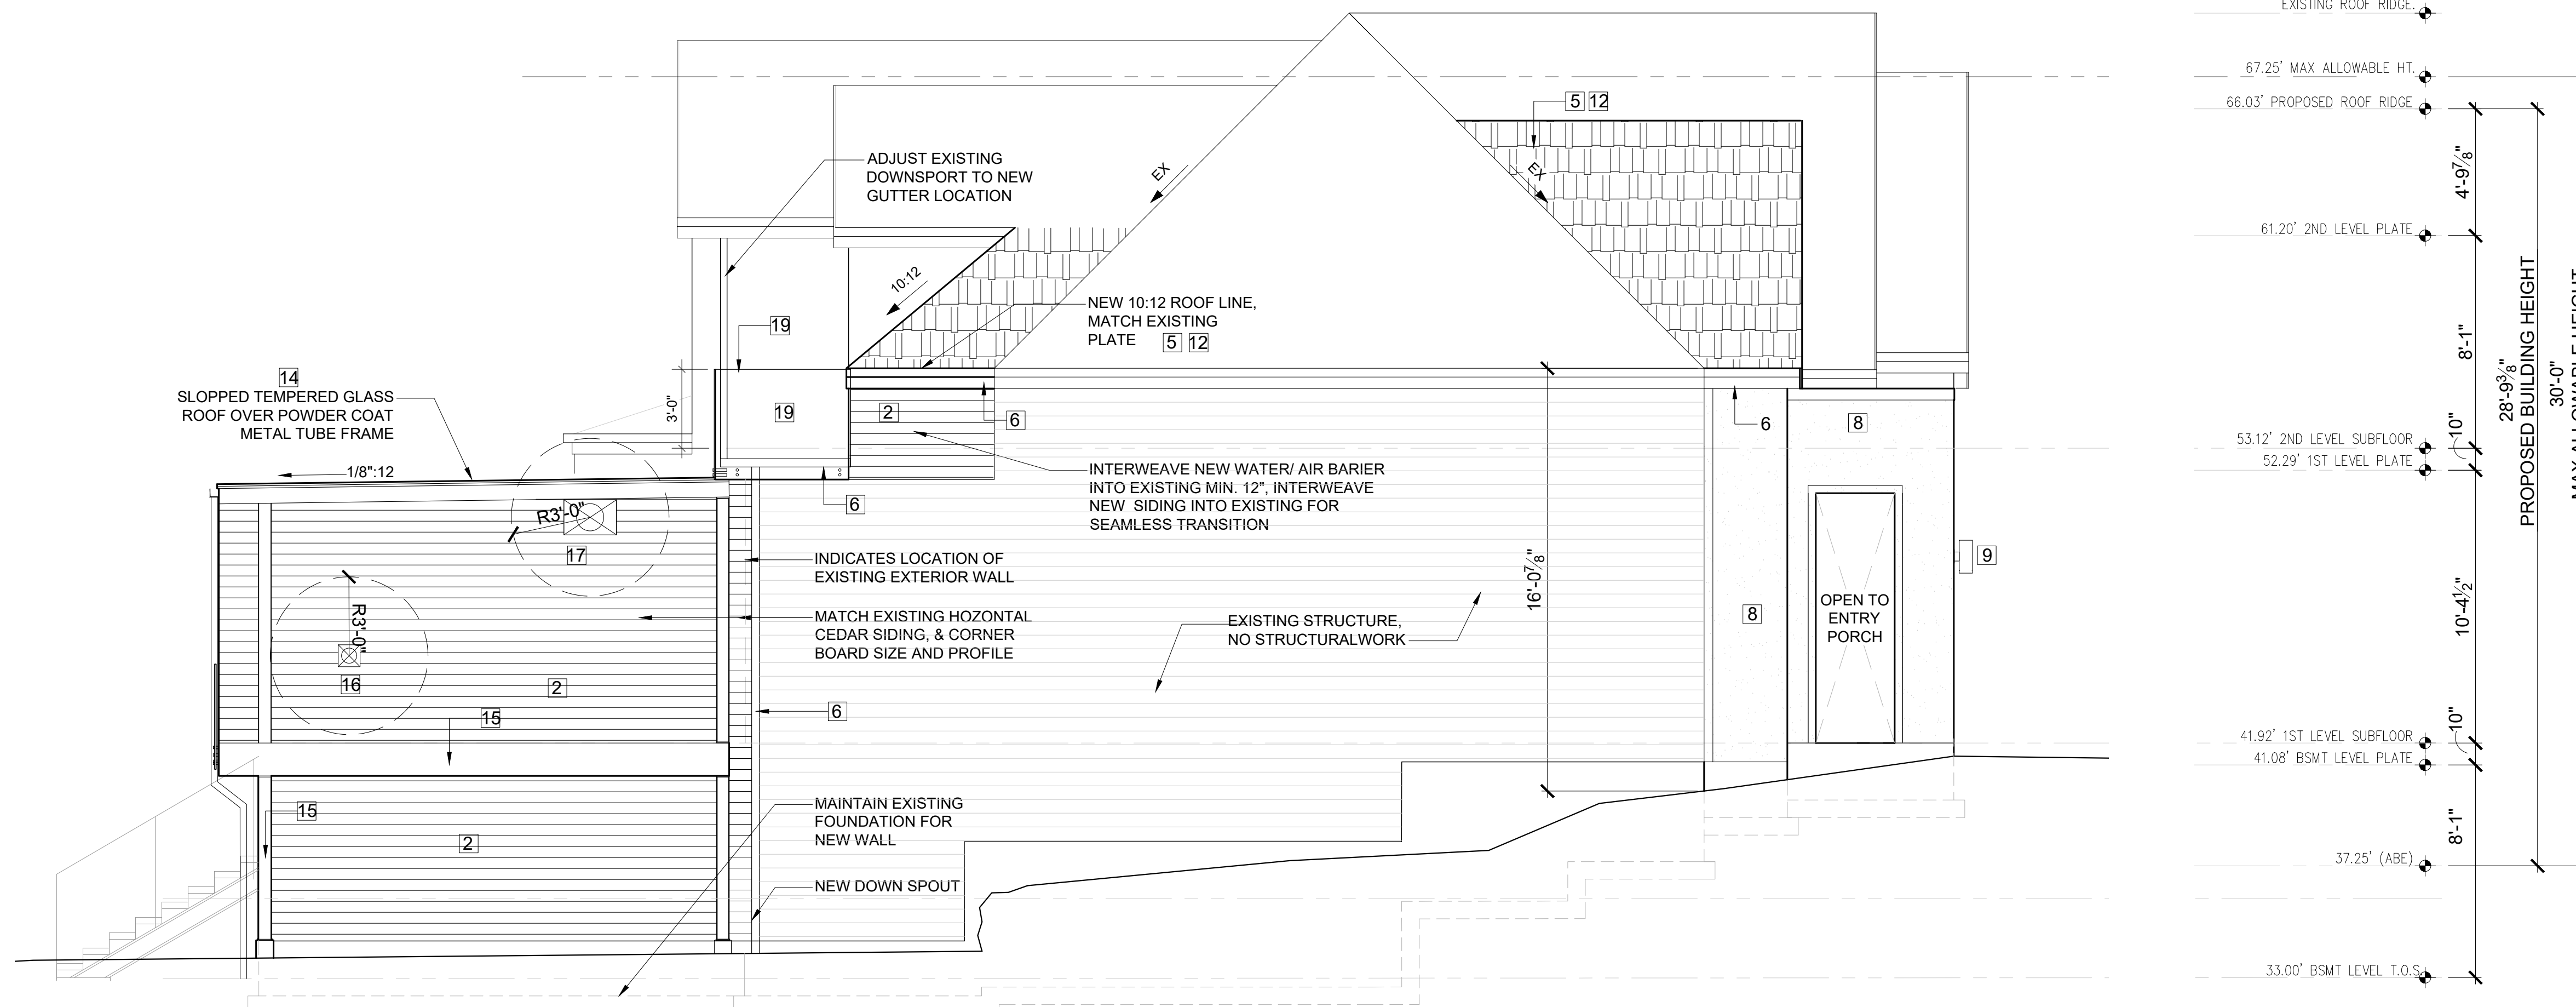 EXISTING ROOF RIDGE.
67.25' MAX ALLOWABLE HT.
66.03' PROPOSED ROOF RIDGE
61.20' 2ND LEVEL PLATE
53.12' 2ND LEVEL SUBFLOOR
52.29' 1ST LEVEL PLATE
41.92' 1ST LEVEL SUBFLOOR
41.08' BSMT LEVEL PLATE
37.25' (ABE)
33.00' BSMT LEVEL T.O.S.
4'-9⅞"
8'-1"
10"
10'-4½"
10"
8'-1"
28'-9⅜"
PROPOSED BUILDING HEIGHT
30'-0"
MAX ALLOWABLE HEIGHT
5 12
ADJUST EXISTING
DOWNSPORT TO NEW
GUTTER LOCATION
EX
EX
10:12
NEW 10:12 ROOF LINE,
MATCH EXISTING
PLATE 5 12
19
19
3'-0"
14
SLOPPED TEMPERED GLASS
ROOF OVER POWDER COAT
METAL TUBE FRAME
1/8":12
2
6
6
6
8
INTERWEAVE NEW WATER/ AIR BARIER
INTO EXISTING MIN. 12", INTERWEAVE
NEW SIDING INTO EXISTING FOR
SEAMLESS TRANSITION
R3'-0"
17
INDICATES LOCATION OF
EXISTING EXTERIOR WALL
16'-0⅞"
9
R3'-0"
16
MATCH EXISTING HOZONTAL
CEDAR SIDING, & CORNER
BOARD SIZE AND PROFILE
EXISTING STRUCTURE,
NO STRUCTURALWORK
8
OPEN TO
ENTRY
PORCH
2
15
6
15
2
MAINTAIN EXISTING
FOUNDATION FOR
NEW WALL
NEW DOWN SPOUT